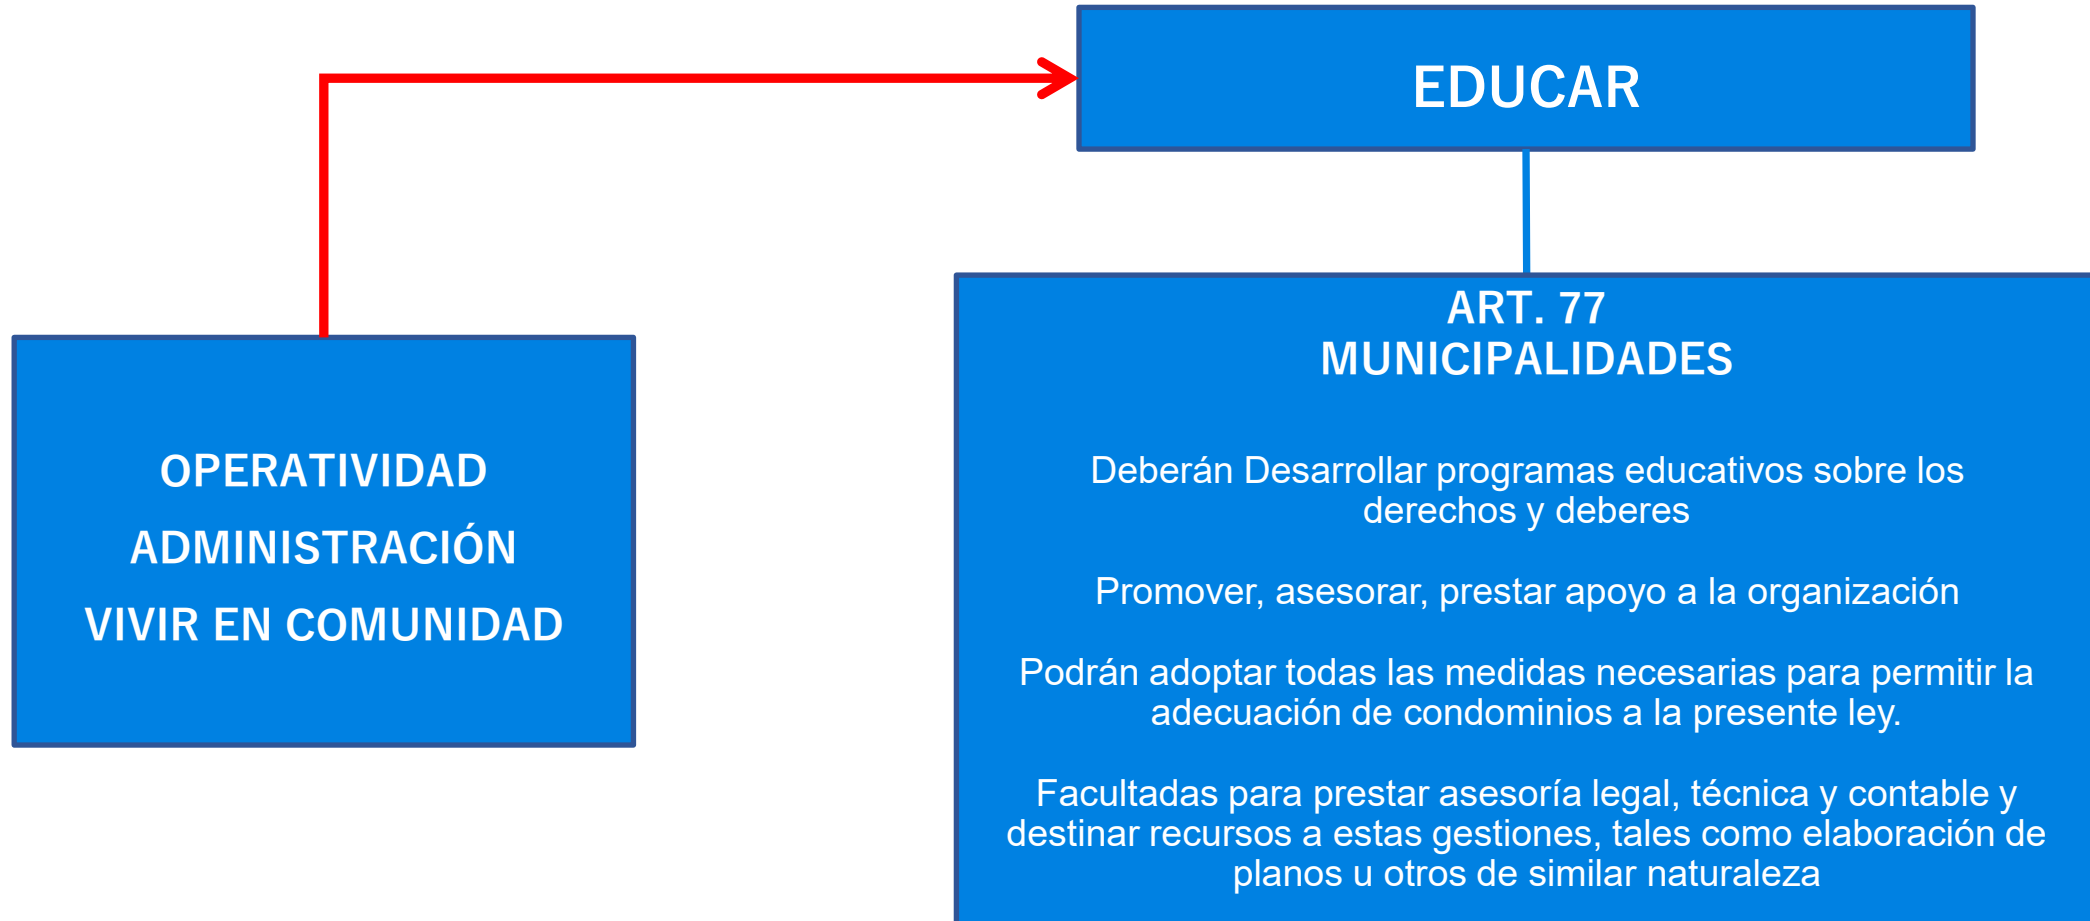 EDUCAR
OPERATIVIDAD
ADMINISTRACIÓN
VIVIR EN COMUNIDAD
ART. 77
MUNICIPALIDADES
Deberán Desarrollar programas educativos sobre los
derechos y deberes
Promover, asesorar, prestar apoyo a la organización
Podrán adoptar todas las medidas necesarias para permitir la
adecuación de condominios a la presente ley.
Facultadas para prestar asesoría legal, técnica y contable y
destinar recursos a estas gestiones, tales como elaboración de
planos u otros de similar naturaleza